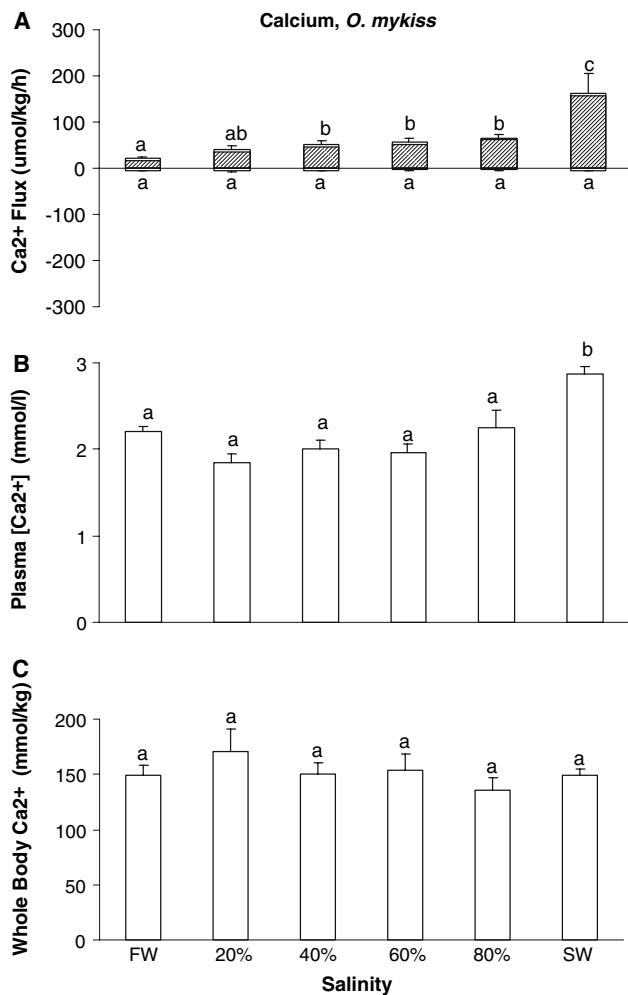 A
Calcium, O. mykiss
Ca2+ Flux (umol/kg/h)
300
200
100
0
-100
-200
-300
a
ab
b
b
b
c
a
a
a
a
a
a
B
Plasma [Ca2+] (mmol/l)
3
2
1
0
a
a
a
a
a
b
C
Whole Body Ca2+ (mmol/kg)
200
150
100
50
0
a
a
a
a
a
a
FW
20%
40%
60%
80%
SW
Salinity